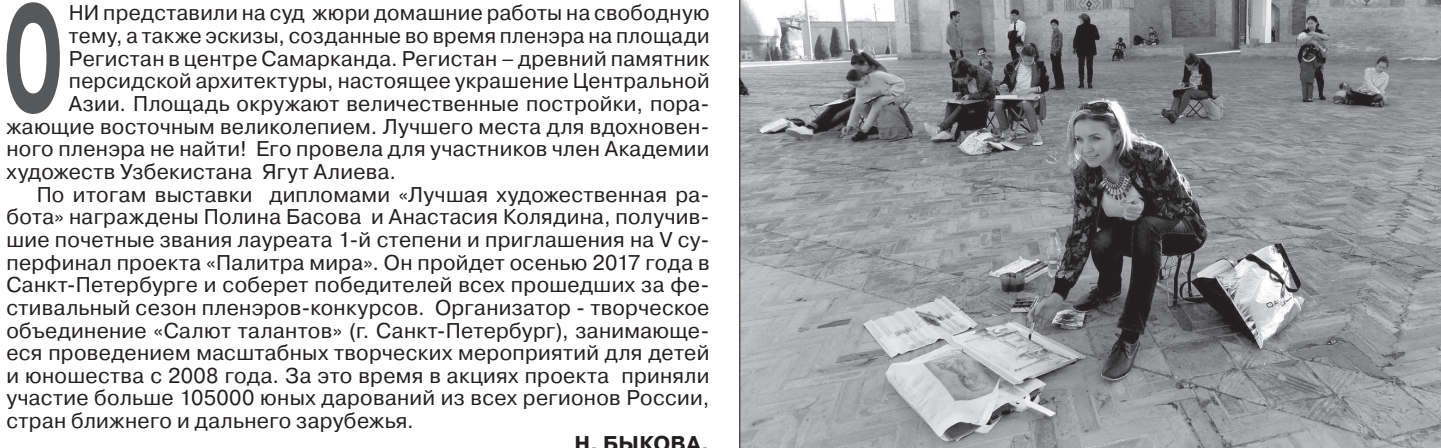 ОНИ представили на суд жюри домашние работы на свободную
тему, а также эскизы, созданные во время пленэра на площади
Регистан в центре Самарканда. Регистан – древний памятник
персидской архитектуры, настоящее украшение Центральной
Азии. Площадь окружают величественные постройки, пора-
жающие восточным великолепием. Лучшего места для вдохновен-
ного пленэра не найти! Его провела для участников член Академии
художеств Узбекистана Ягут Алиева.
По итогам выставки дипломами «Лучшая художественная ра-
бота» награждены Полина Басова и Анастасия Колядина, получив-
шие почетные звания лауреата 1-й степени и приглашения на V су-
перфинал проекта «Палитра мира». Он пройдет осенью 2017 года в
Санкт-Петербурге и соберет победителей всех прошедших за фе-
стивальный сезон пленэров-конкурсов. Организатор - творческое
объединение «Салют талантов» (г. Санкт-Петербург), занимающе-
еся проведением масштабных творческих мероприятий для детей
и юношества с 2008 года. За это время в акциях проекта приняли
участие больше 105000 юных дарований из всех регионов России,
стран ближнего и дальнего зарубежья.
Н. БЫКОВА.